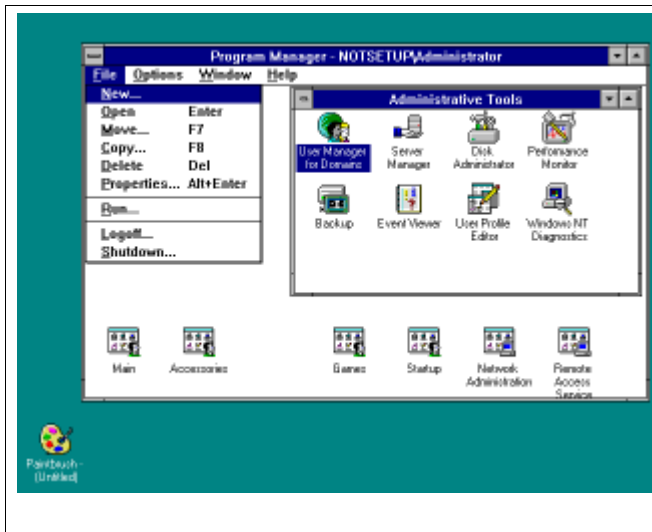 Program Manager - NOTSETUP\Administrator
File Options Window Help
New...
Open Enter
Move... F7
Copy... F8
Delete Del
Properties... Alt+Enter
Run...
Logoff...
Shutdown...
Administrative Tools
User Manager for Domains
Server Manager
Disk Administrator
Performance Monitor
Backup
Event Viewer
User Profile Editor
Windows NT Diagnostics
Main
Accessories
Games
Startup
Network Administration
Remote Access Service
Paintbrush - (Untitled)